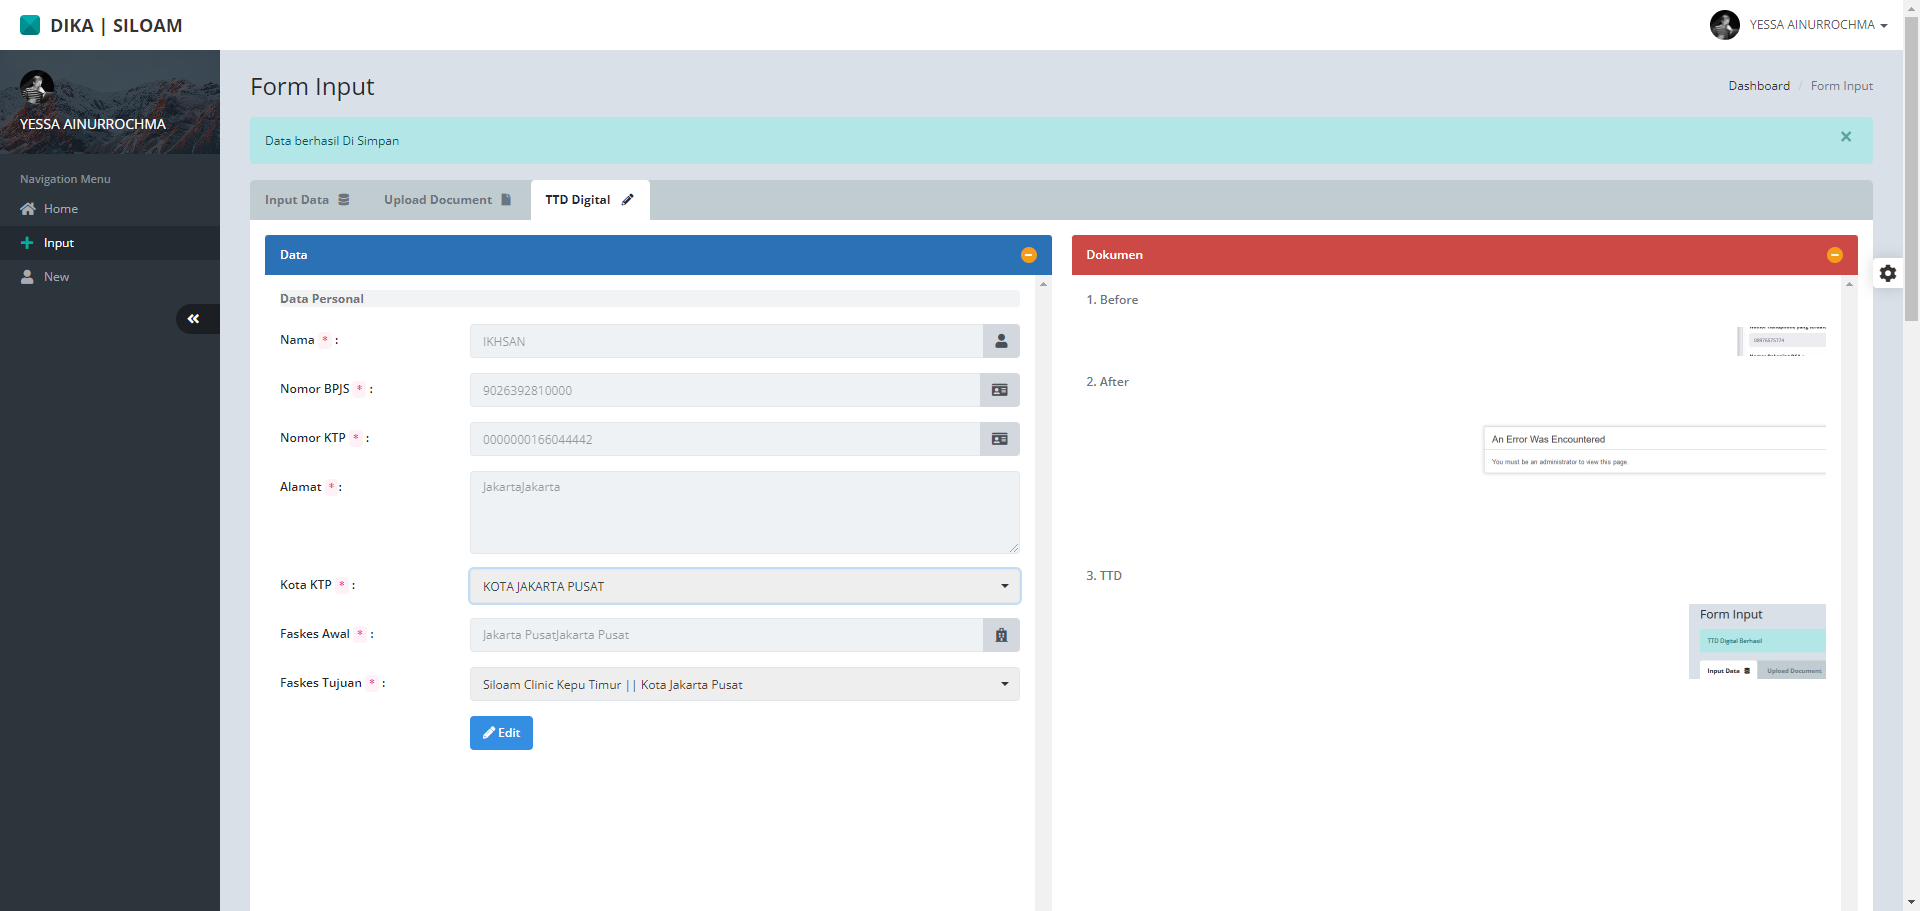 DIKA | SILOAM
YESSA AINURROCHMA
YESSA AINURROCHMA
Navigation Menu
Home
Input
New
Form Input
Dashboard / Form Input
Data berhasil Di Simpan
×
Input Data
Upload Document
TTD Digital
Data
Data Personal
Nama * :
IKHSAN
Nomor BPJS * :
9026392810000
Nomor KTP * :
0000000166044442
Alamat * :
JakartaJakarta
Kota KTP * :
KOTA JAKARTA PUSAT
Faskes Awal * :
Jakarta PusatJakarta Pusat
Faskes Tujuan * :
Siloam Clinic Kepu Timur || Kota Jakarta Pusat
Edit
Dokumen
1. Before
2. After
An Error Was Encountered
You must be an administrator to view this page.
3. TTD
Form Input
TTD Digital Berhasil
Input Data
Upload Document